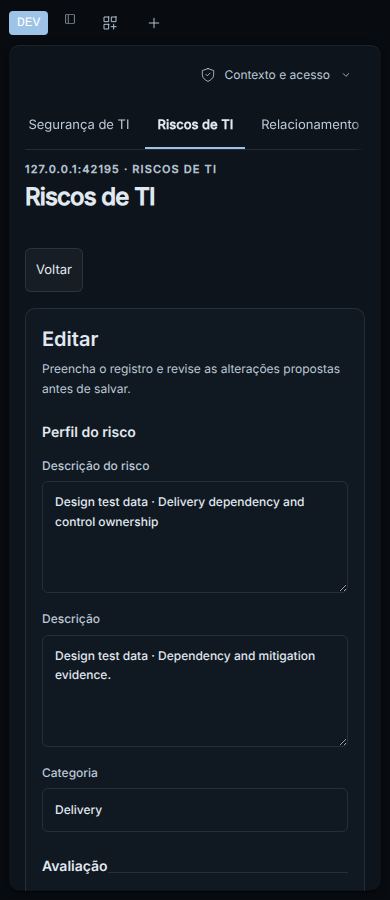 DEV
Contexto e acesso
Segurança de TI
Riscos de TI
Relacionamento
127.0.0.1:42195 · RISCOS DE TI
Riscos de TI
Voltar
Editar
Preencha o registro e revise as alterações propostas
antes de salvar.
Perfil do risco
Descrição do risco
Design test data · Delivery dependency and
control ownership
Descrição
Design test data · Dependency and mitigation
evidence.
Categoria
Delivery
Avaliação